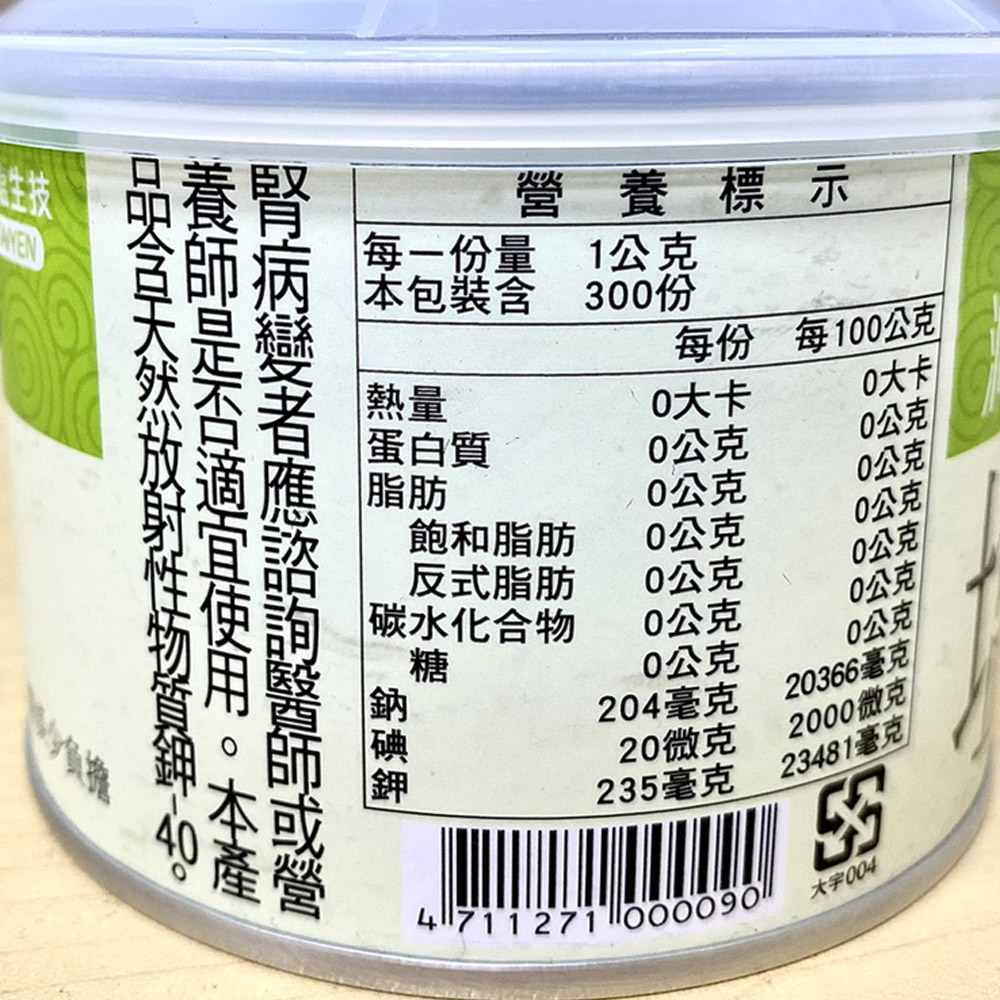 生技
腎病變者應諮詢醫師或營
養師是否適宜使用。本產
品含天然放射性物質鉀-40。
負擔
營養標示
每一份量 1公克
本包裝含 300份
每份 每100公克
熱量 0大卡 0大卡
蛋白質 0公克 0公克
脂肪 0公克 0公克
飽和脂肪 0公克 0公克
反式脂肪 0公克 0公克
碳水化合物 0公克 0公克
糖 0公克 0公克
鈉 204毫克 20366毫克
碘 20微克 2000微克
鉀 235毫克 23481毫克
4 711271 000090
大字004